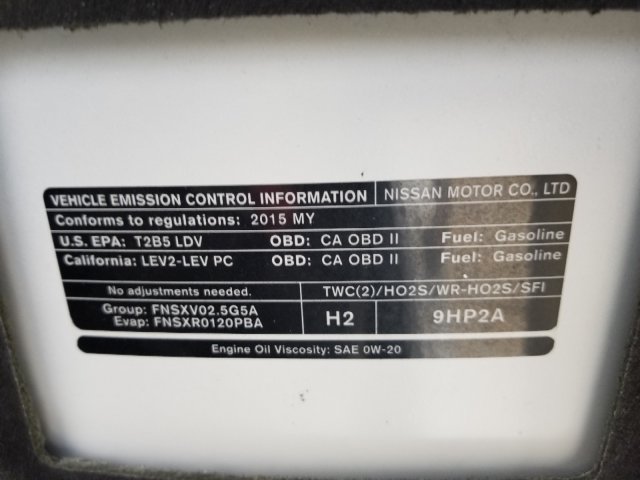 VEHICLE EMISSION CONTROL INFORMATION NISSAN MOTOR CO., LTD
Conforms to regulations: 2015 MY
U.S. EPA: T2B5 LDV OBD: CA OBD II Fuel: Gasoline
California: LEV2-LEV PC OBD: CA OBD II Fuel: Gasoline
No adjustments needed. TWC(2)/HO2S/WR-HO2S/SFI
Group: FNSXV02.5G5A
Evap: FNSXR0120PBA
H2 9HP2A
Engine Oil Viscosity: SAE 0W-20